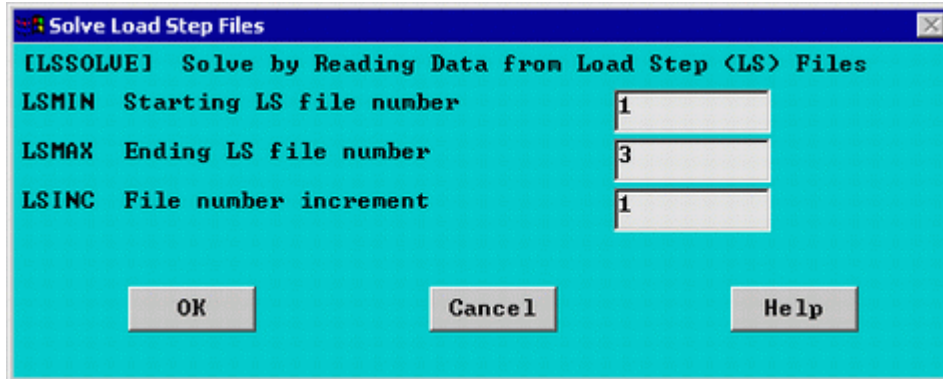 Solve Load Step Files
[LSSOLVE] Solve by Reading Data from Load Step (LS) Files
LSMIN Starting LS file number 1
LSMAX Ending LS file number 3
LSINC File number increment 1
OK Cancel Help